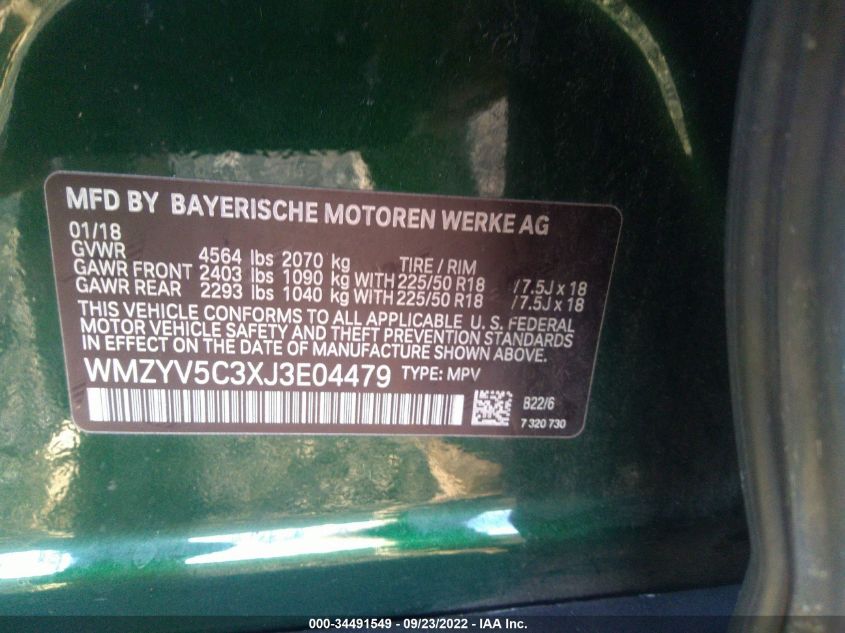 MFD BY BAYERISCHE MOTOREN WERKE AG
01/18
GVWR 4564 lbs 2070 kg TIRE / RIM
GAWR FRONT 2403 lbs 1090 kg WITH 225/50 R18 / 7.5J x 18
GAWR REAR 2293 lbs 1040 kg WITH 225/50 R18 / 7.5J x 18
THIS VEHICLE CONFORMS TO ALL APPLICABLE U. S. FEDERAL
MOTOR VEHICLE SAFETY AND THEFT PREVENTION STANDARDS
IN EFFECT ON THE DATE OF MANUFACTURE SHOWN ABOVE.
WMZYV5C3XJ3E04479 TYPE: MPV
B22/6
7 320 730
000-34491549 - 09/23/2022 - IAA Inc.